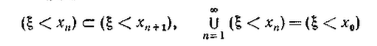 (ξ < xₙ) ⊂ (ξ < xₙ₊₁), ∞⋃n=1 (ξ < xₙ) = (ξ < x₀)